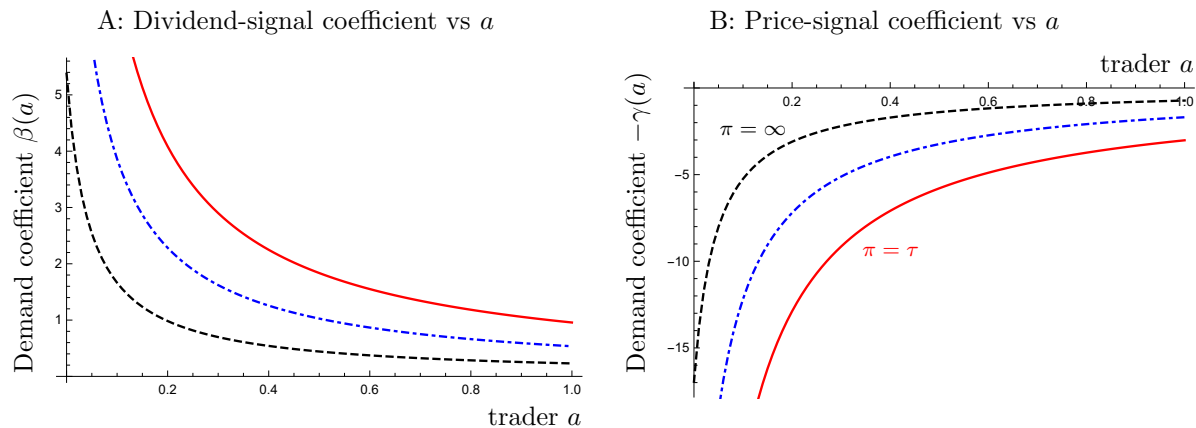 A: Dividend-signal coefficient vs a
Demand coefficient β(a)
5
4
3
2
1
0.2 0.4 0.6 0.8 1.0
trader a
B: Price-signal coefficient vs a
trader a
Demand coefficient −γ(a)
0.2 0.4 0.6 0.8 1.0
π = ∞
−5
π = τ
−10
−15